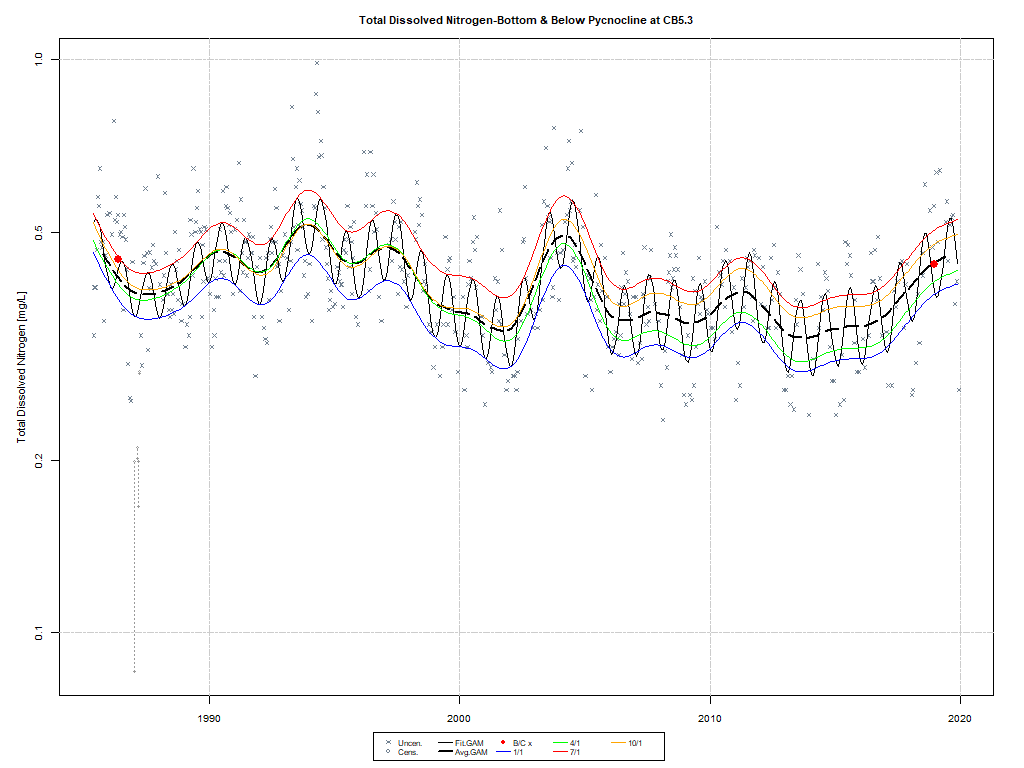 Total Dissolved Nitrogen-Bottom & Below Pycnocline at CB5.3
Total Dissolved Nitrogen [mg/L]
1.0
0.5
0.2
0.1
1990 2000 2010 2020
Uncen. Fit.GAM B/C x 4/1 10/1
Cens. Avg.GAM 1/1 7/1